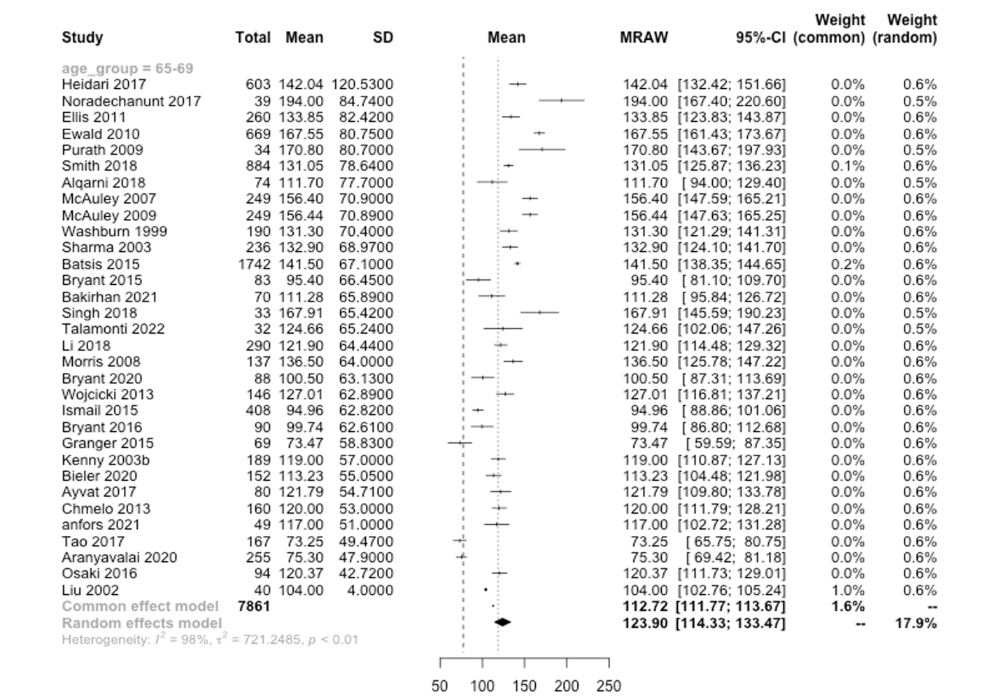 Weight Weight
Study Total Mean SD Mean MRAW 95%-CI (common) (random)
age_group = 65-69
Heidari 2017 603 142.04 120.5300 142.04 [132.42; 151.66] 0.0% 0.6%
Noradechanunt 2017 39 194.00 84.7400 194.00 [167.40; 220.60] 0.0% 0.5%
Ellis 2011 260 133.85 82.4200 133.85 [123.83; 143.87] 0.0% 0.6%
Ewald 2010 669 167.55 80.7500 167.55 [161.43; 173.67] 0.0% 0.6%
Purath 2009 34 170.80 80.7000 170.80 [143.67; 197.93] 0.0% 0.5%
Smith 2018 884 131.05 78.6400 131.05 [125.87; 136.23] 0.1% 0.6%
Alqarni 2018 74 111.70 77.7000 111.70 [ 94.00; 129.40] 0.0% 0.5%
McAuley 2007 249 156.40 70.9000 156.40 [147.59; 165.21] 0.0% 0.6%
McAuley 2009 249 156.44 70.8900 156.44 [147.63; 165.25] 0.0% 0.6%
Washburn 1999 190 131.30 70.4000 131.30 [121.29; 141.31] 0.0% 0.6%
Sharma 2003 236 132.90 68.9700 132.90 [124.10; 141.70] 0.0% 0.6%
Batsis 2015 1742 141.50 67.1000 141.50 [138.35; 144.65] 0.2% 0.6%
Bryant 2015 83 95.40 66.4500 95.40 [ 81.10; 109.70] 0.0% 0.6%
Bakirhan 2021 70 111.28 65.8900 111.28 [ 95.84; 126.72] 0.0% 0.6%
Singh 2018 33 167.91 65.4200 167.91 [145.59; 190.23] 0.0% 0.5%
Talamonti 2022 32 124.66 65.2400 124.66 [102.06; 147.26] 0.0% 0.5%
Li 2018 290 121.90 64.4400 121.90 [114.48; 129.32] 0.0% 0.6%
Morris 2008 137 136.50 64.0000 136.50 [125.78; 147.22] 0.0% 0.6%
Bryant 2020 88 100.50 63.1300 100.50 [ 87.31; 113.69] 0.0% 0.6%
Wojcicki 2013 146 127.01 62.8900 127.01 [116.81; 137.21] 0.0% 0.6%
Ismail 2015 408 94.96 62.8200 94.96 [ 88.86; 101.06] 0.0% 0.6%
Bryant 2016 90 99.74 62.6100 99.74 [ 86.80; 112.68] 0.0% 0.6%
Granger 2015 69 73.47 58.8300 73.47 [ 59.59; 87.35] 0.0% 0.6%
Kenny 2003b 189 119.00 57.0000 119.00 [110.87; 127.13] 0.0% 0.6%
Bieler 2020 152 113.23 55.0500 113.23 [104.48; 121.98] 0.0% 0.6%
Ayvat 2017 80 121.79 54.7100 121.79 [109.80; 133.78] 0.0% 0.6%
Chmelo 2013 160 120.00 53.0000 120.00 [111.79; 128.21] 0.0% 0.6%
anfors 2021 49 117.00 51.0000 117.00 [102.72; 131.28] 0.0% 0.6%
Tao 2017 167 73.25 49.4700 73.25 [ 65.75; 80.75] 0.0% 0.6%
Aranyavalai 2020 255 75.30 47.9000 75.30 [ 69.42; 81.18] 0.0% 0.6%
Osaki 2016 94 120.37 42.7200 120.37 [111.73; 129.01] 0.0% 0.6%
Liu 2002 40 104.00 4.0000 104.00 [102.76; 105.24] 1.0% 0.6%
Common effect model 7861 112.72 [111.77; 113.67] 1.6% --
Random effects model 123.90 [114.33; 133.47] -- 17.9%
Heterogeneity: I² = 98%, τ² = 721.2485, p < 0.01
50 100 150 200 250